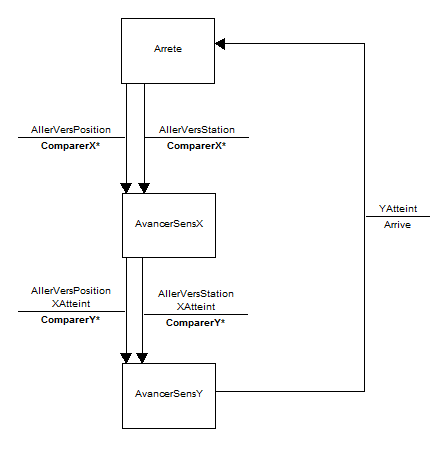 Arrete
AllerVersPosition
ComparerX*
AllerVersStation
ComparerX*
AvancerSensX
YAtteint
Arrive
AllerVersPosition
XAtteint
ComparerY*
AllerVersStation
XAtteint
ComparerY*
AvancerSensY